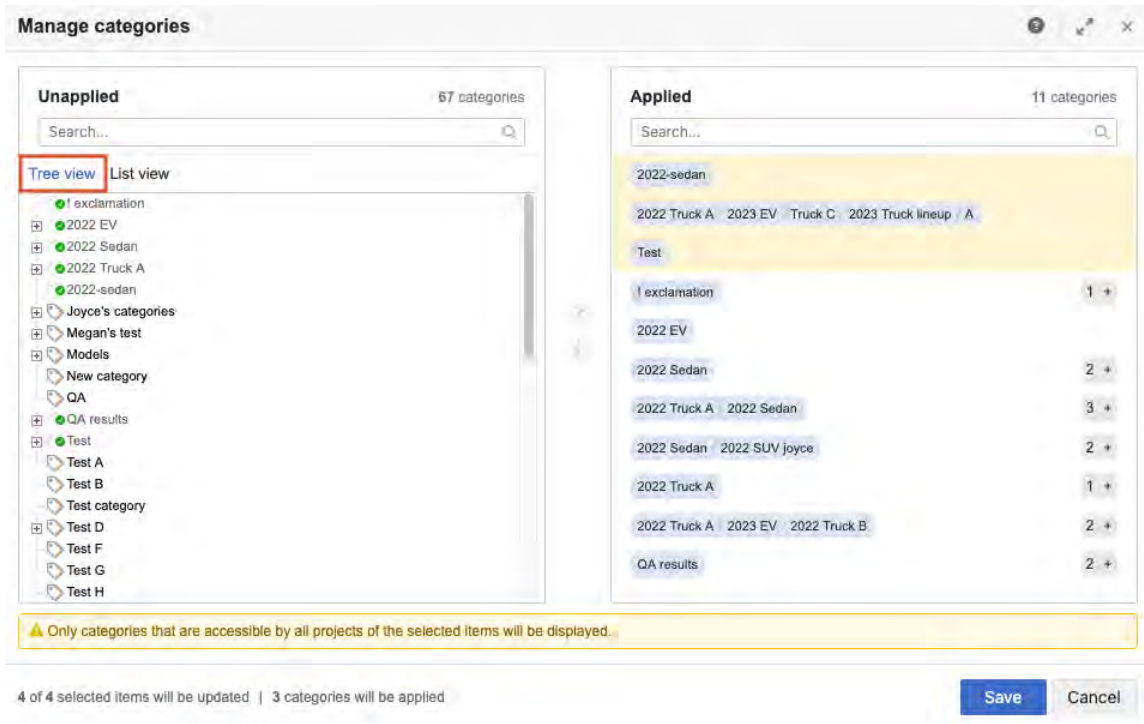 Manage categories
Unapplied
67 categories
Search...
Tree view List view
! exclamation
2022 EV
2022 Sedan
2022 Truck A
2022-sedan
Joyce's categories
Megan's test
Models
New category
QA
QA results
Test
Test A
Test B
Test category
Test D
Test F
Test G
Test H
Applied
11 categories
Search...
2022-sedan
2022 Truck A / 2023 EV / Truck C / 2023 Truck lineup / A
Test
! exclamation 1 +
2022 EV
2022 Sedan 2 +
2022 Truck A / 2022 Sedan 3 +
2022 Sedan / 2022 SUV joyce 2 +
2022 Truck A 1 +
2022 Truck A / 2023 EV / 2022 Truck B 2 +
QA results 2 +
Only categories that are accessible by all projects of the selected items will be displayed.
4 of 4 selected items will be updated | 3 categories will be applied
Save Cancel